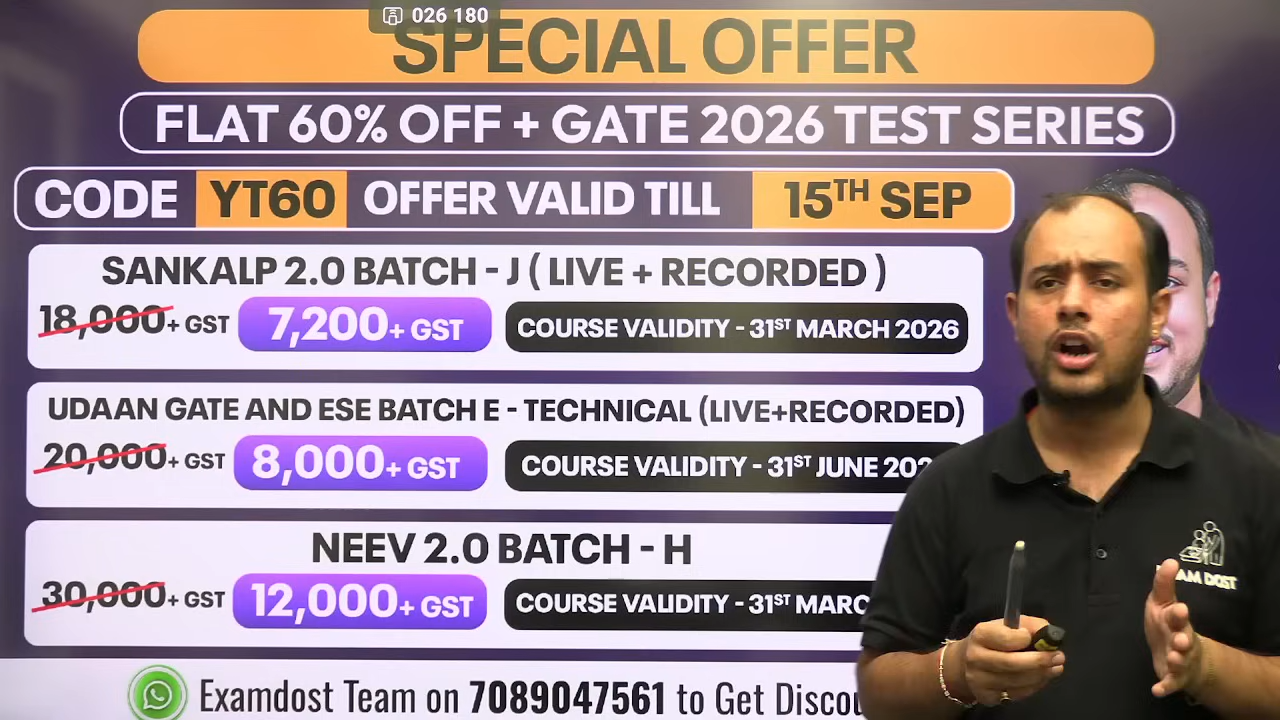 026 180
SPECIAL OFFER
FLAT 60% OFF + GATE 2026 TEST SERIES
CODE YT60 OFFER VALID TILL 15TH SEP
SANKALP 2.0 BATCH - J ( LIVE + RECORDED )
18,000+ GST 7,200+ GST COURSE VALIDITY - 31ST MARCH 2026
UDAAN GATE AND ESE BATCH E - TECHNICAL (LIVE+RECORDED)
20,000+ GST 8,000+ GST COURSE VALIDITY - 31ST JUNE
NEEV 2.0 BATCH - H
30,000+ GST 12,000+ GST COURSE VALIDITY - 31ST
Examdost Team on 7089047561 to Get
DOST